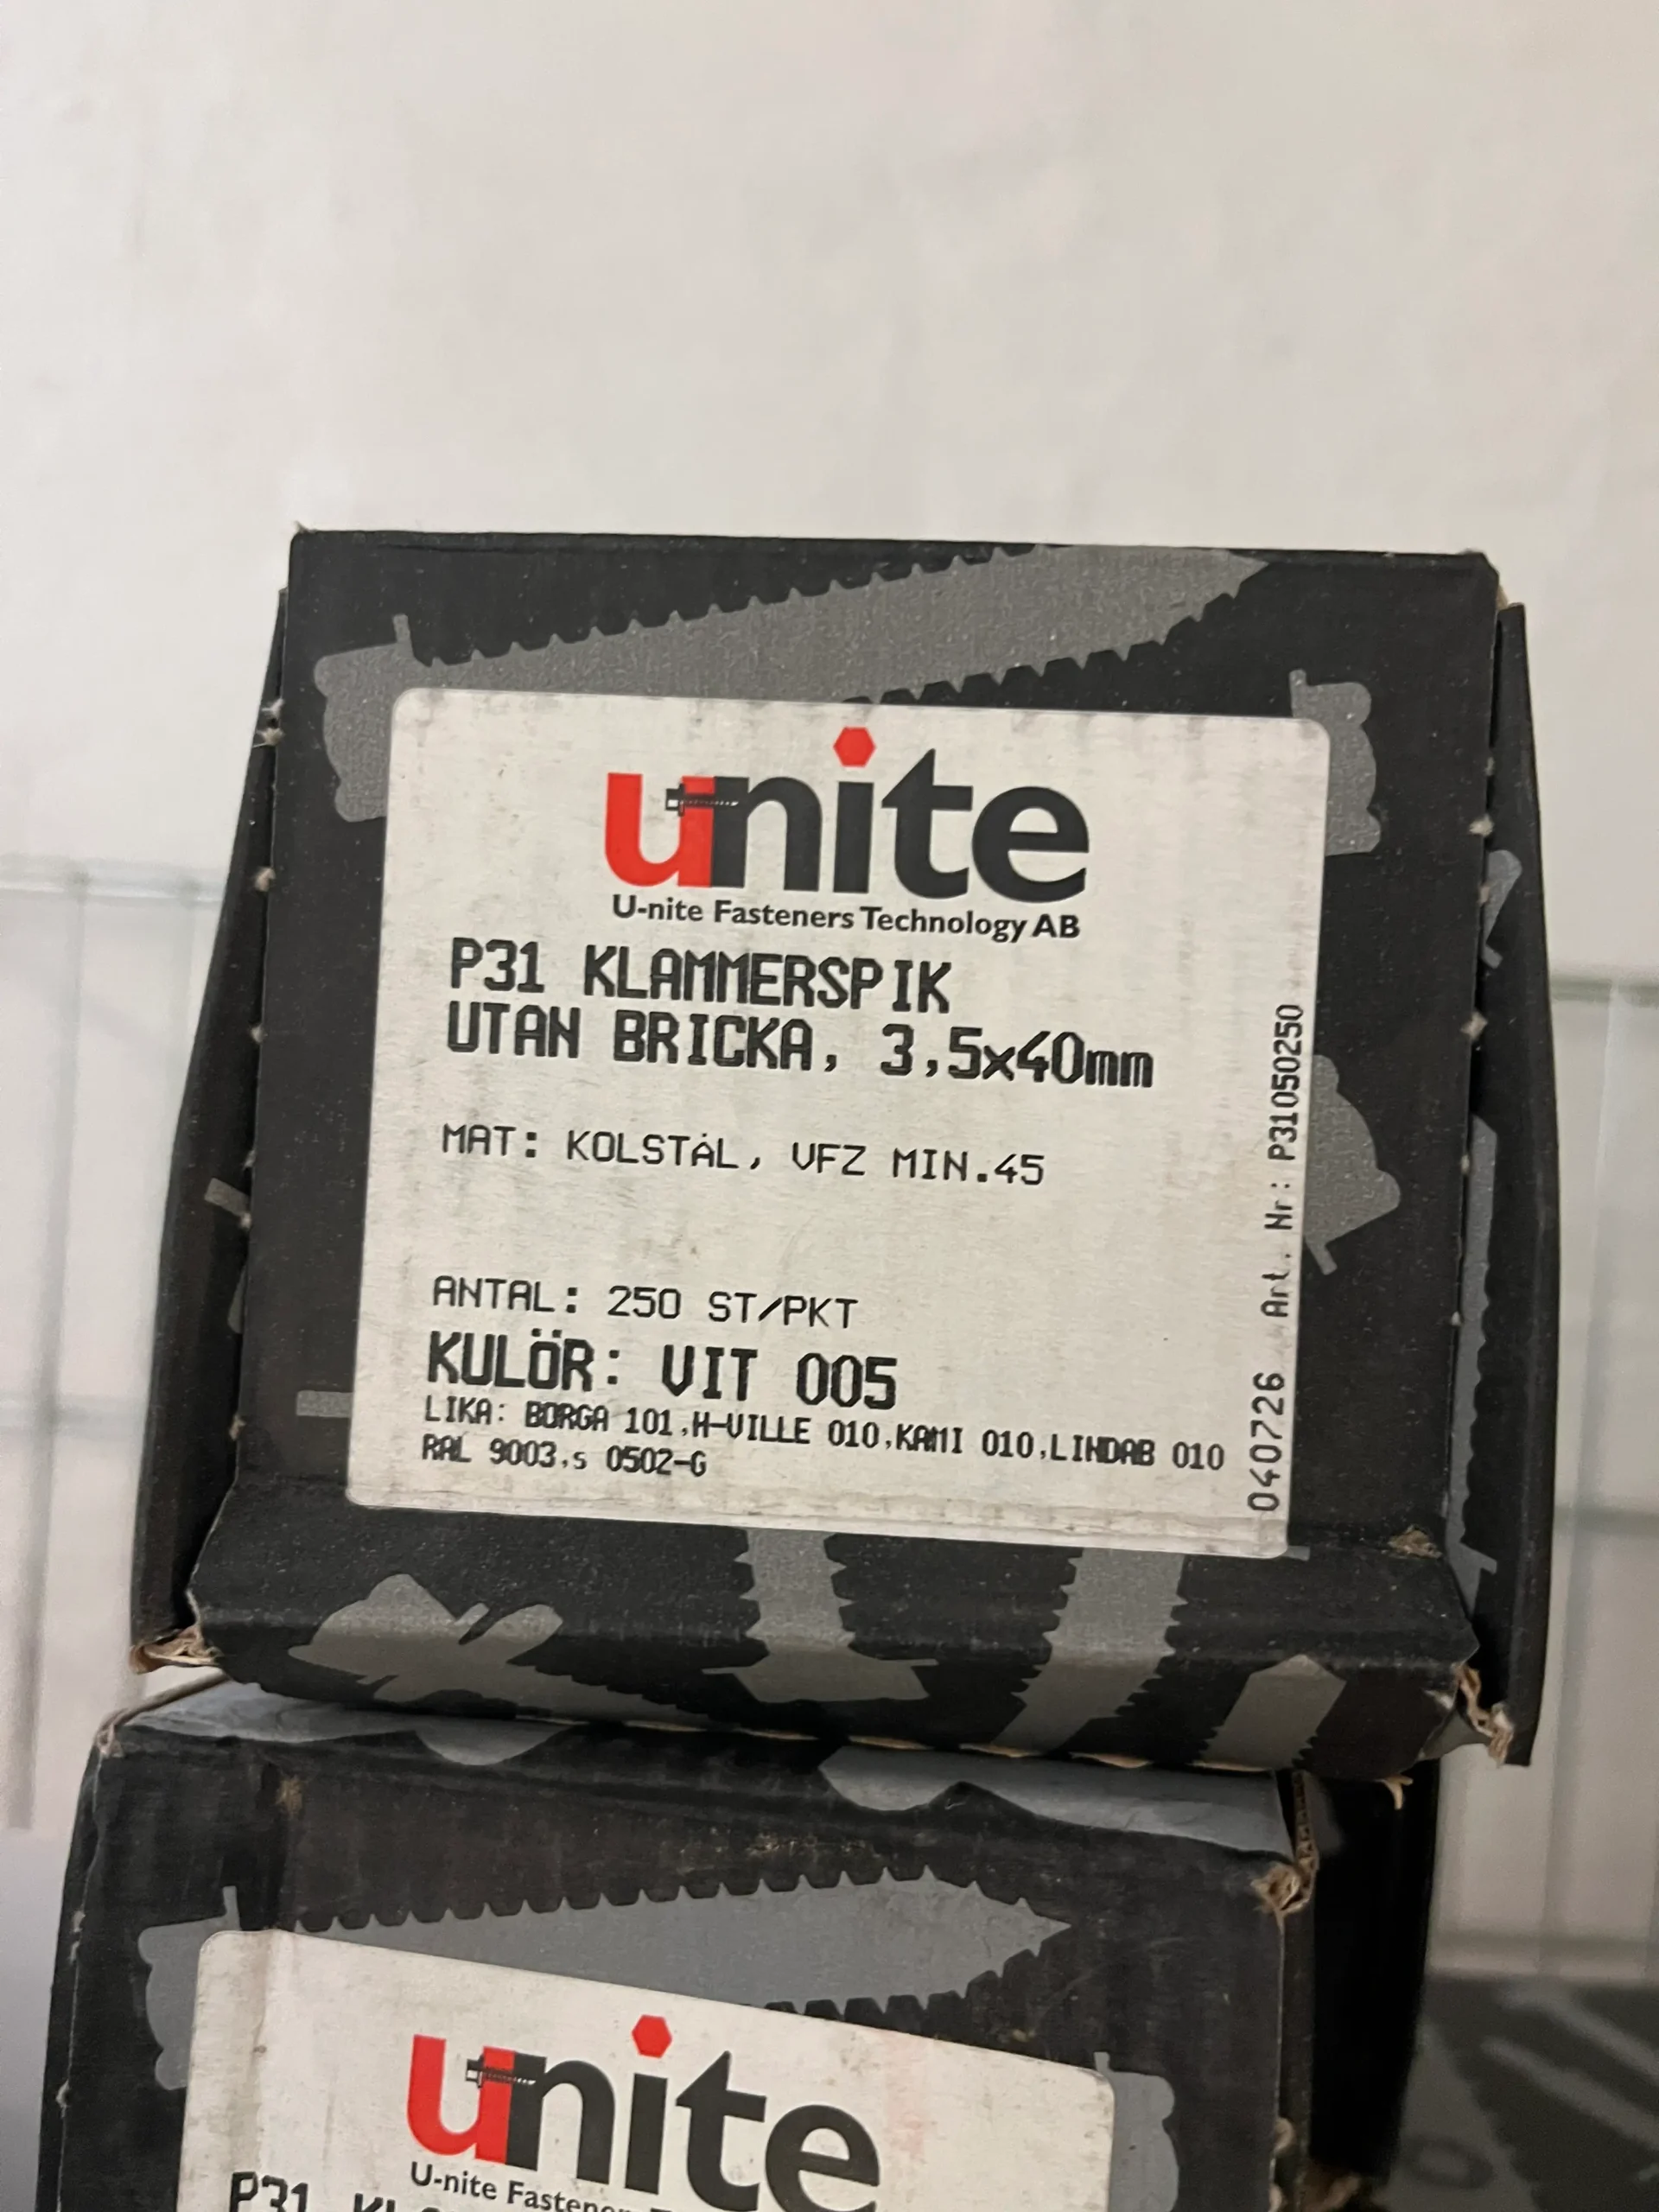 unite
U-nite Fasteners Technology AB
P31 KLAMMERSPIK
UTAN BRICKA, 3,5x40mm
MAT: KOLSTÅL, VFZ MIN.45
ANTAL: 250 ST/PKT
KULÖR: VIT 005
LIKA: BORGA 101,H-VILLE 010,KAMI 010,LINDAB 010
RAL 9003,s 0502-G
040726 Art. Nr: P31050250
unite
U-nite
P31